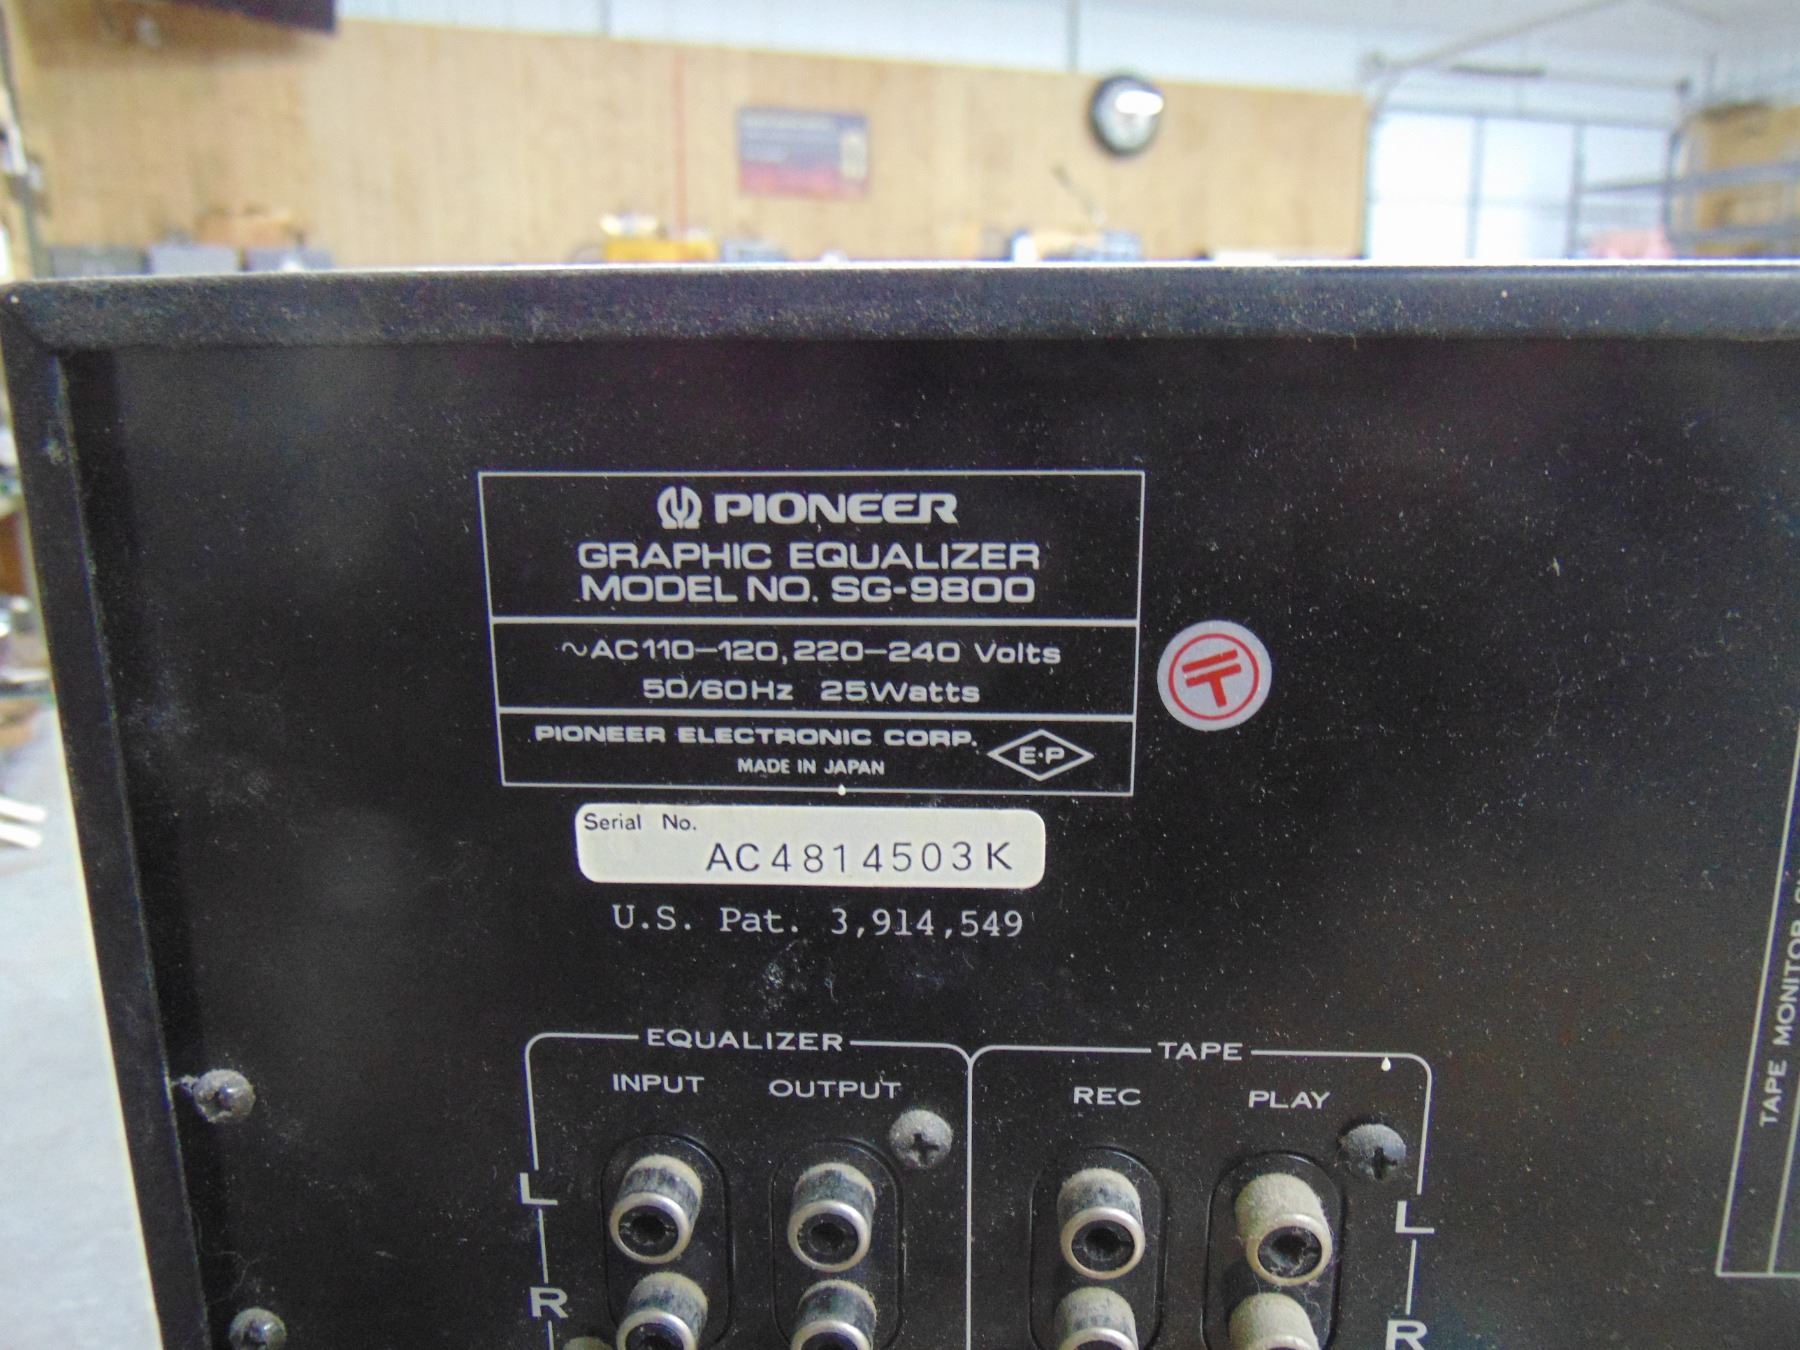 PIONEER
GRAPHIC EQUALIZER
MODEL NO. SG-9800
~AC110-120, 220-240 Volts
50/60Hz 25Watts
PIONEER ELECTRONIC CORP.
MADE IN JAPAN
E·P
Serial No.
AC4814503K
U.S. Pat. 3,914,549
EQUALIZER
TAPE
INPUT OUTPUT
REC PLAY
L
L
R
R
TAPE MONITOR